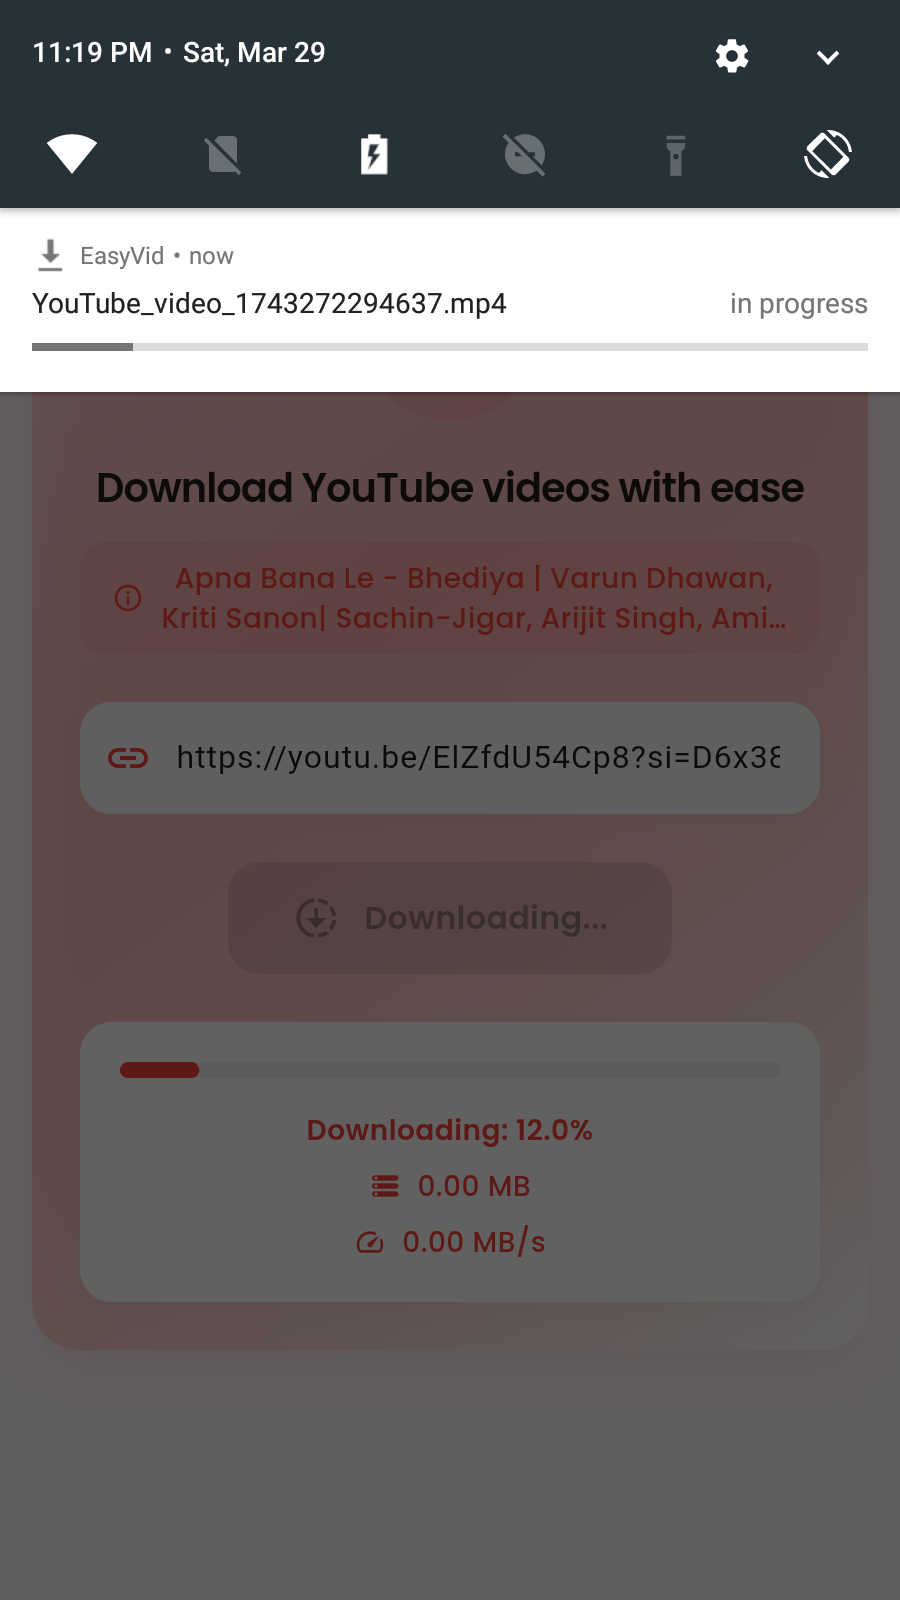 11:19 PM • Sat, Mar 29
EasyVid • now
YouTube_video_1743272294637.mp4 in progress
Download YouTube videos with ease
Apna Bana Le - Bhediya | Varun Dhawan,
Kriti Sanon| Sachin-Jigar, Arijit Singh, Ami...
https://youtu.be/ElZfdU54Cp8?si=D6x38
Downloading...
Downloading: 12.0%
0.00 MB
0.00 MB/s